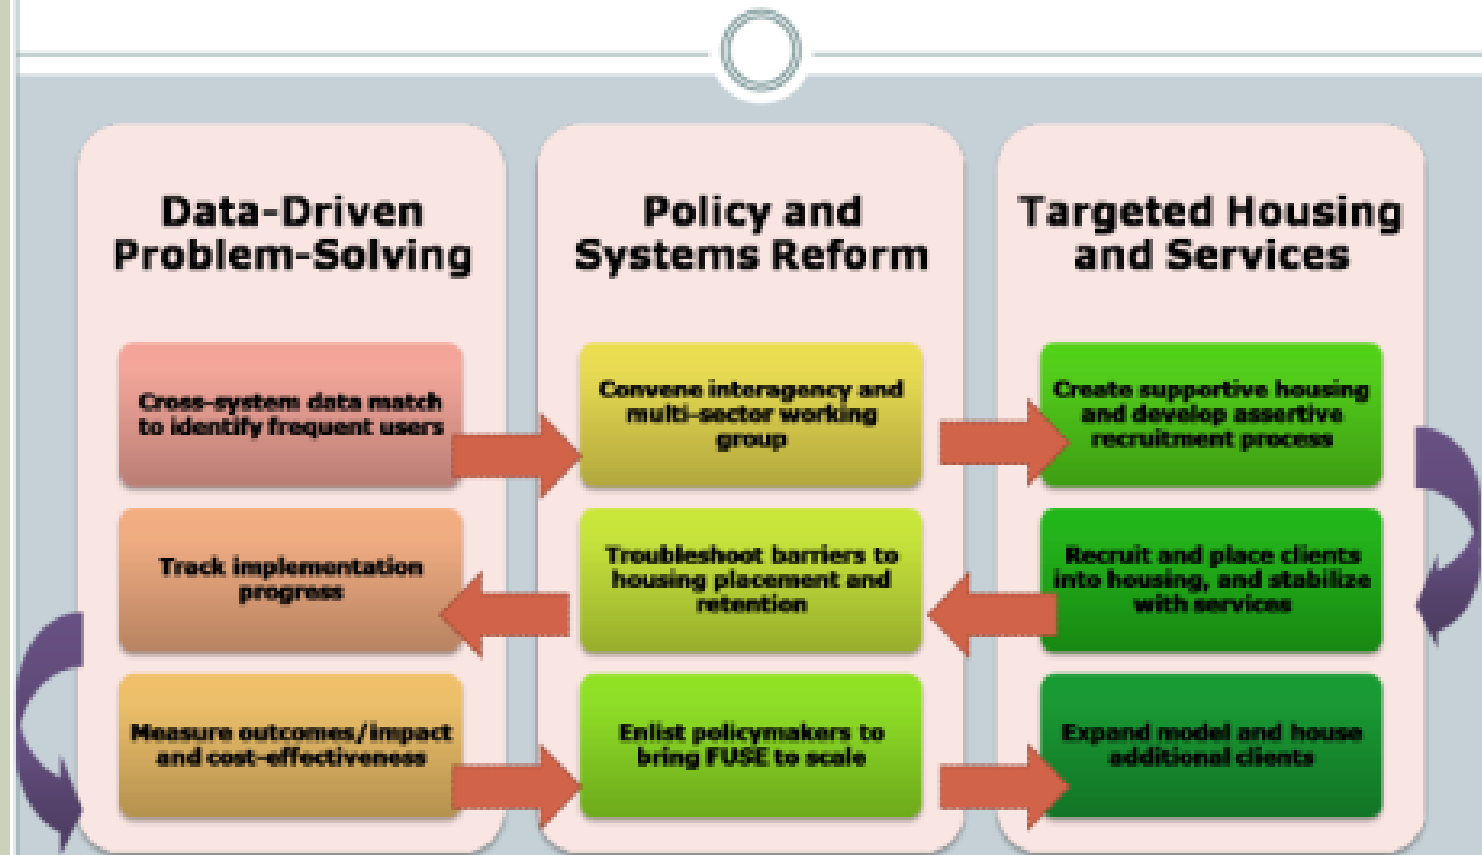 Data-Driven
Problem-Solving
Cross-system data match
to identify frequent users
Track implementation
progress
Measure outcomes/impact
and cost-effectiveness
Policy and
Systems Reform
Convene interagency and
multi-sector working
group
Troubleshoot barriers to
housing placement and
retention
Enlist policymakers to
bring FUSE to scale
Targeted Housing
and Services
Create supportive housing
and develop assertive
recruitment process
Recruit and place clients
into housing, and stabilize
with services
Expand model and house
additional clients